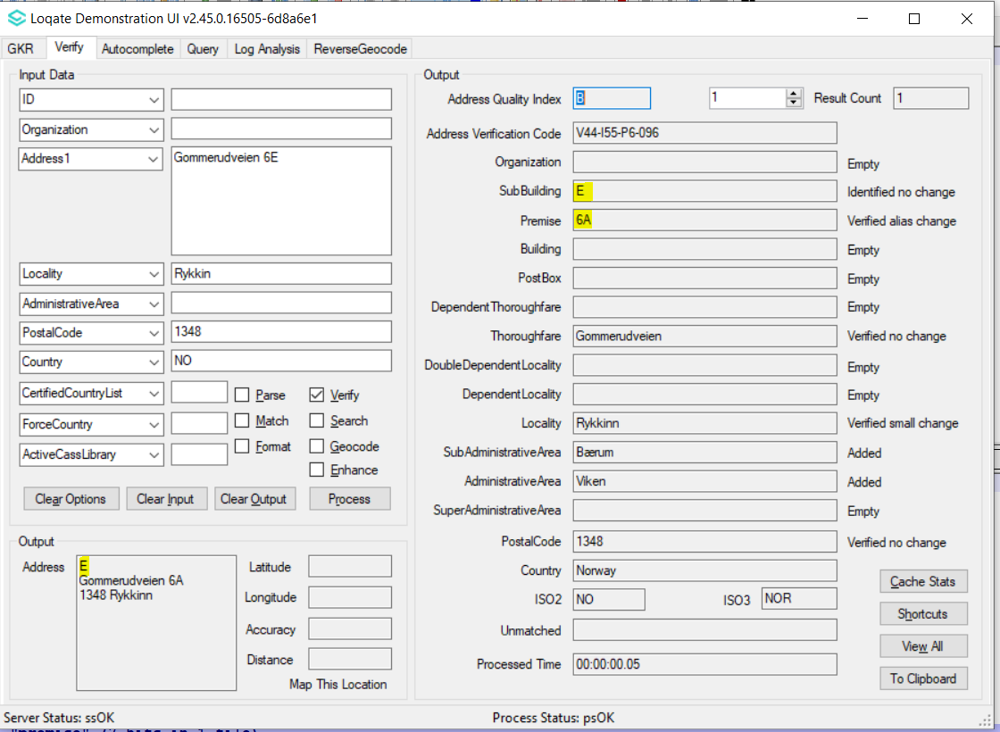 Loqate Demonstration UI v2.45.0.16505-6d8a6e1
GKR Verify Autocomplete Query Log Analysis ReverseGeocode
Input Data
ID
Organization
Address1 Gommerudveien 6E
Locality Rykkin
AdministrativeArea
PostalCode 1348
Country NO
CertifiedCountryList Parse Verify
ForceCountry Match Search
ActiveCassLibrary Format Geocode
Enhance
Clear Options Clear Input Clear Output Process
Output
Address E
Gommerudveien 6A
1348 Rykkinn
Latitude
Longitude
Accuracy
Distance
Map This Location
Output
Address Quality Index B 1 Result Count 1
Address Verification Code V44-I55-P6-096
Organization Empty
SubBuilding E Identified no change
Premise 6A Verified alias change
Building Empty
PostBox Empty
DependentThoroughfare Empty
Thoroughfare Gommerudveien Verified no change
DoubleDependentLocality Empty
DependentLocality Empty
Locality Rykkinn Verified small change
SubAdministrativeArea Bærum Added
AdministrativeArea Viken Added
SuperAdministrativeArea Empty
PostalCode 1348 Verified no change
Country Norway
ISO2 NO ISO3 NOR
Unmatched
Processed Time 00:00:00.05
Cache Stats
Shortcuts
View All
To Clipboard
Server Status: ssOK Process Status: psOK